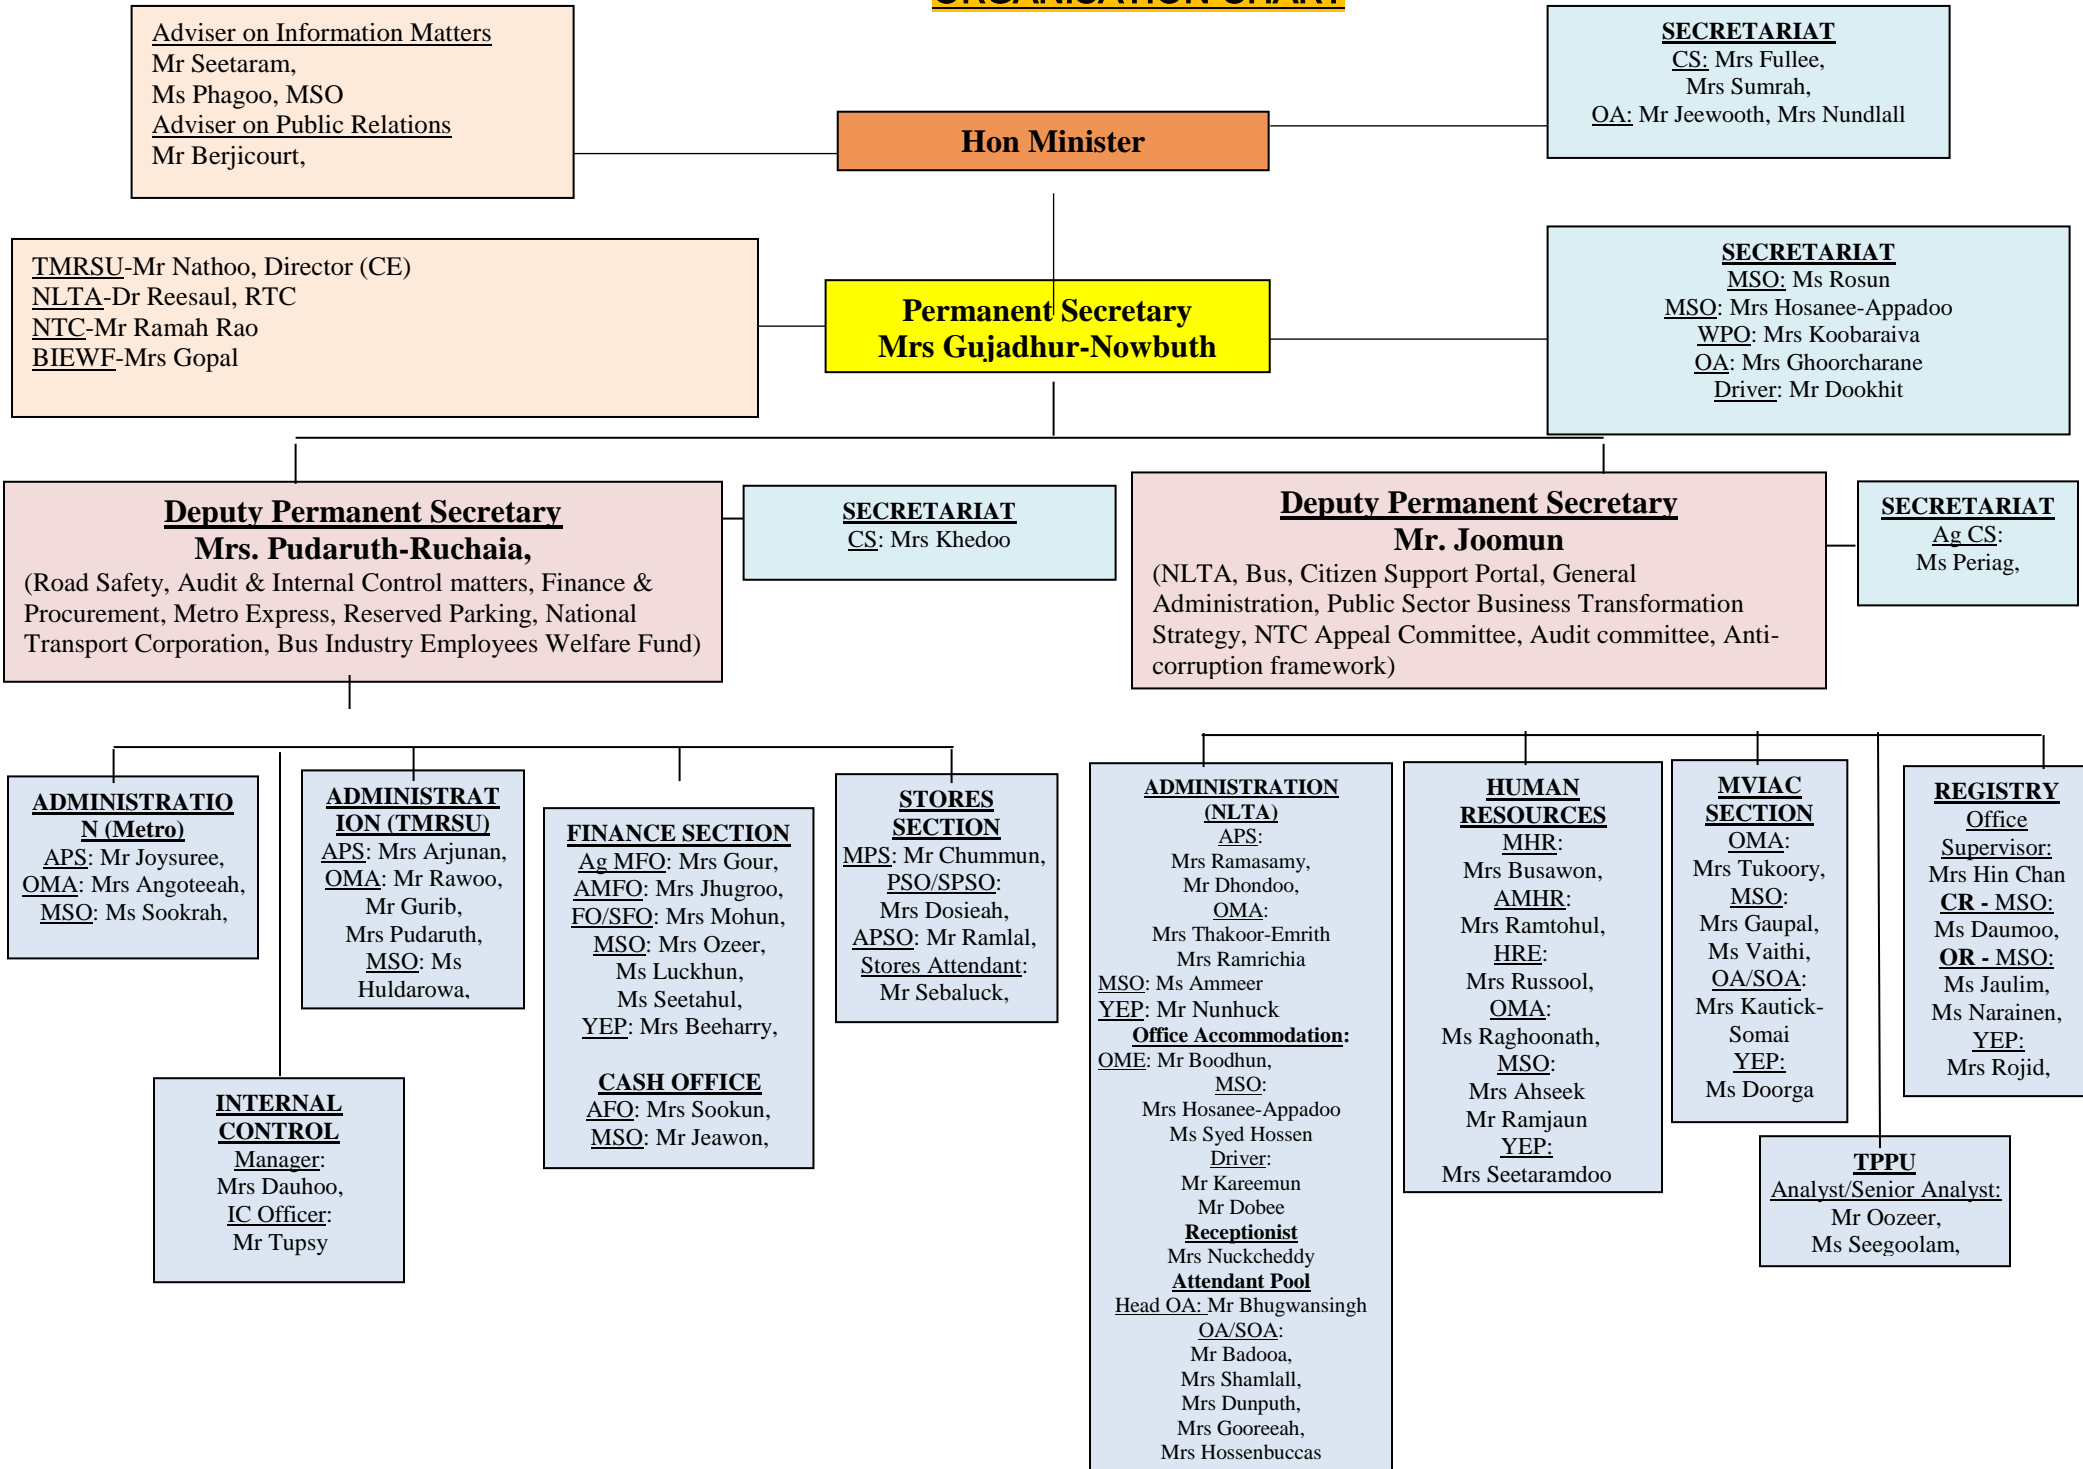 ORGANISATION CHART
Adviser on Information Matters
Mr Seetaram,
Ms Phagoo, MSO
Adviser on Public Relations
Mr Berjicourt,
Hon Minister
SECRETARIAT
CS: Mrs Fullee,
Mrs Sumrah,
OA: Mr Jeewooth, Mrs Nundlall
TMRSU-Mr Nathoo, Director (CE)
NLTA-Dr Reesaul, RTC
NTC-Mr Ramah Rao
BIEWF-Mrs Gopal
Permanent Secretary
Mrs Gujadhur-Nowbuth
SECRETARIAT
MSO: Ms Rosun
MSO: Mrs Hosanee-Appadoo
WPO: Mrs Koobaraiva
OA: Mrs Ghoorcharane
Driver: Mr Dookhit
Deputy Permanent Secretary
Mrs. Pudaruth-Ruchaia,
(Road Safety, Audit & Internal Control matters, Finance &
Procurement, Metro Express, Reserved Parking, National
Transport Corporation, Bus Industry Employees Welfare Fund)
SECRETARIAT
CS: Mrs Khedoo
Deputy Permanent Secretary
Mr. Joomun
(NLTA, Bus, Citizen Support Portal, General
Administration, Public Sector Business Transformation
Strategy, NTC Appeal Committee, Audit committee, Anti-
corruption framework)
SECRETARIAT
Ag CS:
Ms Periag,
ADMINISTRATIO
N (Metro)
APS: Mr Joysuree,
OMA: Mrs Angoteeah,
MSO: Ms Sookrah,
ADMINISTRAT
ION (TMRSU)
APS: Mrs Arjunan,
OMA: Mr Rawoo,
Mr Gurib,
Mrs Pudaruth,
MSO: Ms
Huldarowa,
FINANCE SECTION
Ag MFO: Mrs Gour,
AMFO: Mrs Jhugroo,
FO/SFO: Mrs Mohun,
MSO: Mrs Ozeer,
Ms Luckhun,
Ms Seetahul,
YEP: Mrs Beeharry,
CASH OFFICE
AFO: Mrs Sookun,
MSO: Mr Jeawon,
STORES
SECTION
MPS: Mr Chummun,
PSO/SPSO:
Mrs Dosieah,
APSO: Mr Ramlal,
Stores Attendant:
Mr Sebaluck,
INTERNAL
CONTROL
Manager:
Mrs Dauhoo,
IC Officer:
Mr Tupsy
ADMINISTRATION
(NLTA)
APS:
Mrs Ramasamy,
Mr Dhondoo,
OMA:
Mrs Thakoor-Emrith
Mrs Ramrichia
MSO: Ms Ammeer
YEP: Mr Nunhuck
Office Accommodation:
OME: Mr Boodhun,
MSO:
Mrs Hosanee-Appadoo
Ms Syed Hossen
Driver:
Mr Kareemun
Mr Dobee
Receptionist
Mrs Nuckcheddy
Attendant Pool
Head OA: Mr Bhugwansingh
OA/SOA:
Mr Badooa,
Mrs Shamlall,
Mrs Dunputh,
Mrs Gooreeah,
Mrs Hossenbuccas
HUMAN
RESOURCES
MHR:
Mrs Busawon,
AMHR:
Mrs Ramtohul,
HRE:
Mrs Russool,
OMA:
Ms Raghoonath,
MSO:
Mrs Ahseek
Mr Ramjaun
YEP:
Mrs Seetaramdoo
MVIAC
SECTION
OMA:
Mrs Tukoory,
MSO:
Mrs Gaupal,
Ms Vaithi,
OA/SOA:
Mrs Kautick-
Somai
YEP:
Ms Doorga
REGISTRY
Office
Supervisor:
Mrs Hin Chan
CR - MSO:
Ms Daumoo,
OR - MSO:
Ms Jaulim,
Ms Narainen,
YEP:
Mrs Rojid,
TPPU
Analyst/Senior Analyst:
Mr Oozeer,
Ms Seegoolam,